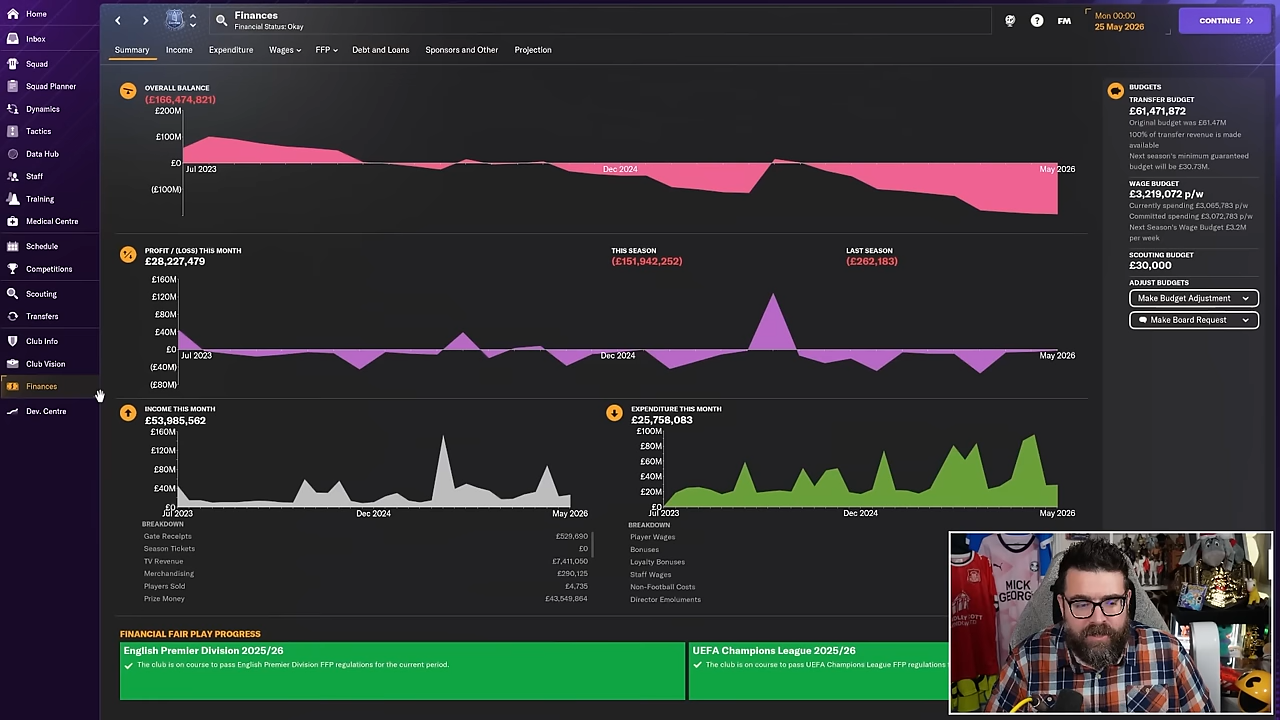 Home
Inbox
Squad
Squad Planner
Dynamics
Tactics
Data Hub
Staff
Training
Medical Centre
Schedule
Competitions
Scouting
Transfers
Club Info
Club Vision
Finances
Dev. Centre
Finances
Financial Status: Okay
FM
Mon 00:00
25 May 2026
CONTINUE
Summary
Income
Expenditure
Wages
FFP
Debt and Loans
Sponsors and Other
Projection
OVERALL BALANCE
(£166,474,821)
£200M
£100M
£0
(£100M)
Jul 2023
Dec 2024
May 2026
PROFIT / (LOSS) THIS MONTH
£28,227,479
THIS SEASON
(£151,942,252)
LAST SEASON
(£262,183)
£160M
£120M
£80M
£40M
£0
(£40M)
(£80M)
Jul 2023
Dec 2024
May 2026
INCOME THIS MONTH
£53,985,562
£160M
£120M
£80M
£40M
£0
Jul 2023
Dec 2024
May 2026
BREAKDOWN
Gate Receipts £529,690
Season Tickets £0
TV Revenue £7,411,050
Merchandising £290,125
Players Sold £4,735
Prize Money £43,549,864
EXPENDITURE THIS MONTH
£25,758,083
£100M
£80M
£60M
£40M
£20M
£0
Jul 2023
Dec 2024
May 2026
BREAKDOWN
Player Wages
Bonuses
Loyalty Bonuses
Staff Wages
Non-Football Costs
Director Emoluments
FINANCIAL FAIR PLAY PROGRESS
English Premier Division 2025/26
The club is on course to pass English Premier Division FFP regulations for the current period.
UEFA Champions League 2025/26
The club is on course to pass UEFA Champions League FFP regulations
BUDGETS
TRANSFER BUDGET
£61,471,872
Original budget was £61.47M
100% of transfer revenue is made
available
Next season's minimum guaranteed
budget will be £30.73M.
WAGE BUDGET
£3,219,072 p/w
Currently spending £3,065,783 p/w
Committed spending £3,072,783 p/w
Next Season's Wage Budget £3.2M
per week
SCOUTING BUDGET
£30,000
ADJUST BUDGETS
Make Budget Adjustment
Make Board Request
MICK
GEORG